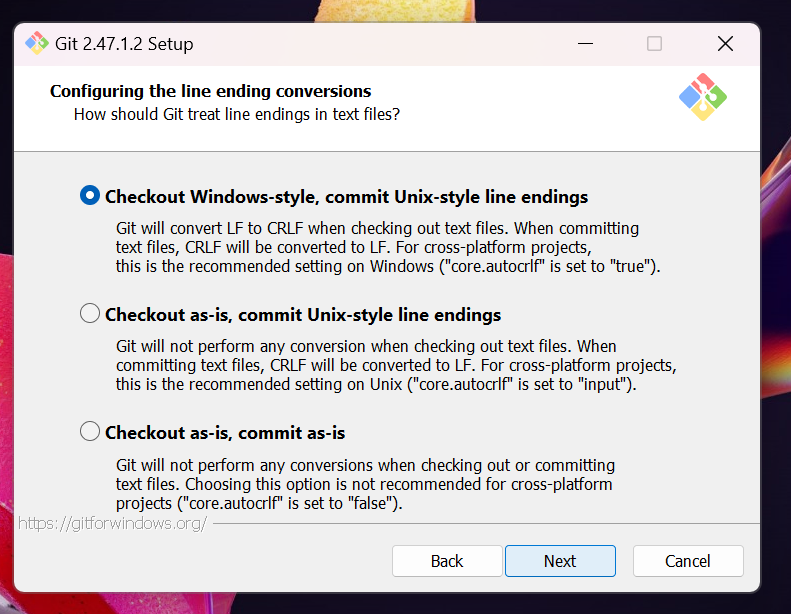 Git 2.47.1.2 Setup
Configuring the line ending conversions
How should Git treat line endings in text files?
Checkout Windows-style, commit Unix-style line endings
Git will convert LF to CRLF when checking out text files. When committing
text files, CRLF will be converted to LF. For cross-platform projects,
this is the recommended setting on Windows ("core.autocrlf" is set to "true").
Checkout as-is, commit Unix-style line endings
Git will not perform any conversion when checking out text files. When
committing text files, CRLF will be converted to LF. For cross-platform projects,
this is the recommended setting on Unix ("core.autocrlf" is set to "input").
Checkout as-is, commit as-is
Git will not perform any conversions when checking out or committing
text files. Choosing this option is not recommended for cross-platform
projects ("core.autocrlf" is set to "false").
https://gitforwindows.org/
Back Next Cancel